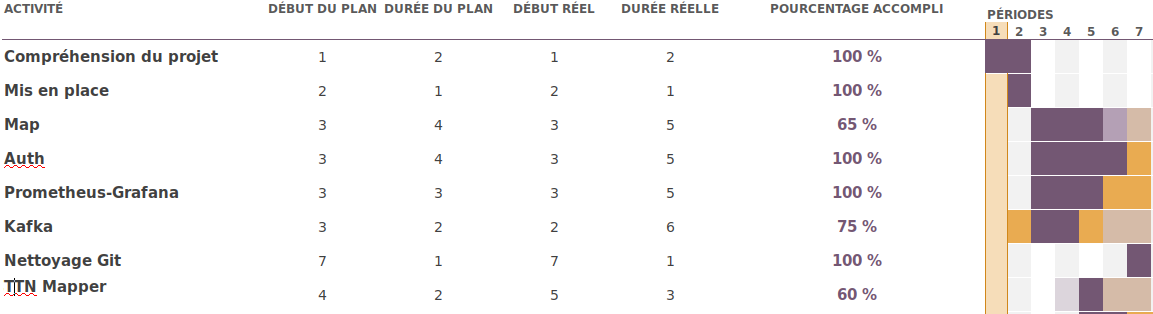 ACTIVITÉ DÉBUT DU PLAN DURÉE DU PLAN DÉBUT RÉEL DURÉE RÉELLE POURCENTAGE ACCOMPLI PÉRIODES
1 2 3 4 5 6 7
Compréhension du projet 1 2 1 2 100 %
Mis en place 2 1 2 1 100 %
Map 3 4 3 5 65 %
Auth 3 4 3 5 100 %
Prometheus-Grafana 3 3 3 5 100 %
Kafka 3 2 2 6 75 %
Nettoyage Git 7 1 7 1 100 %
TTN Mapper 4 2 5 3 60 %